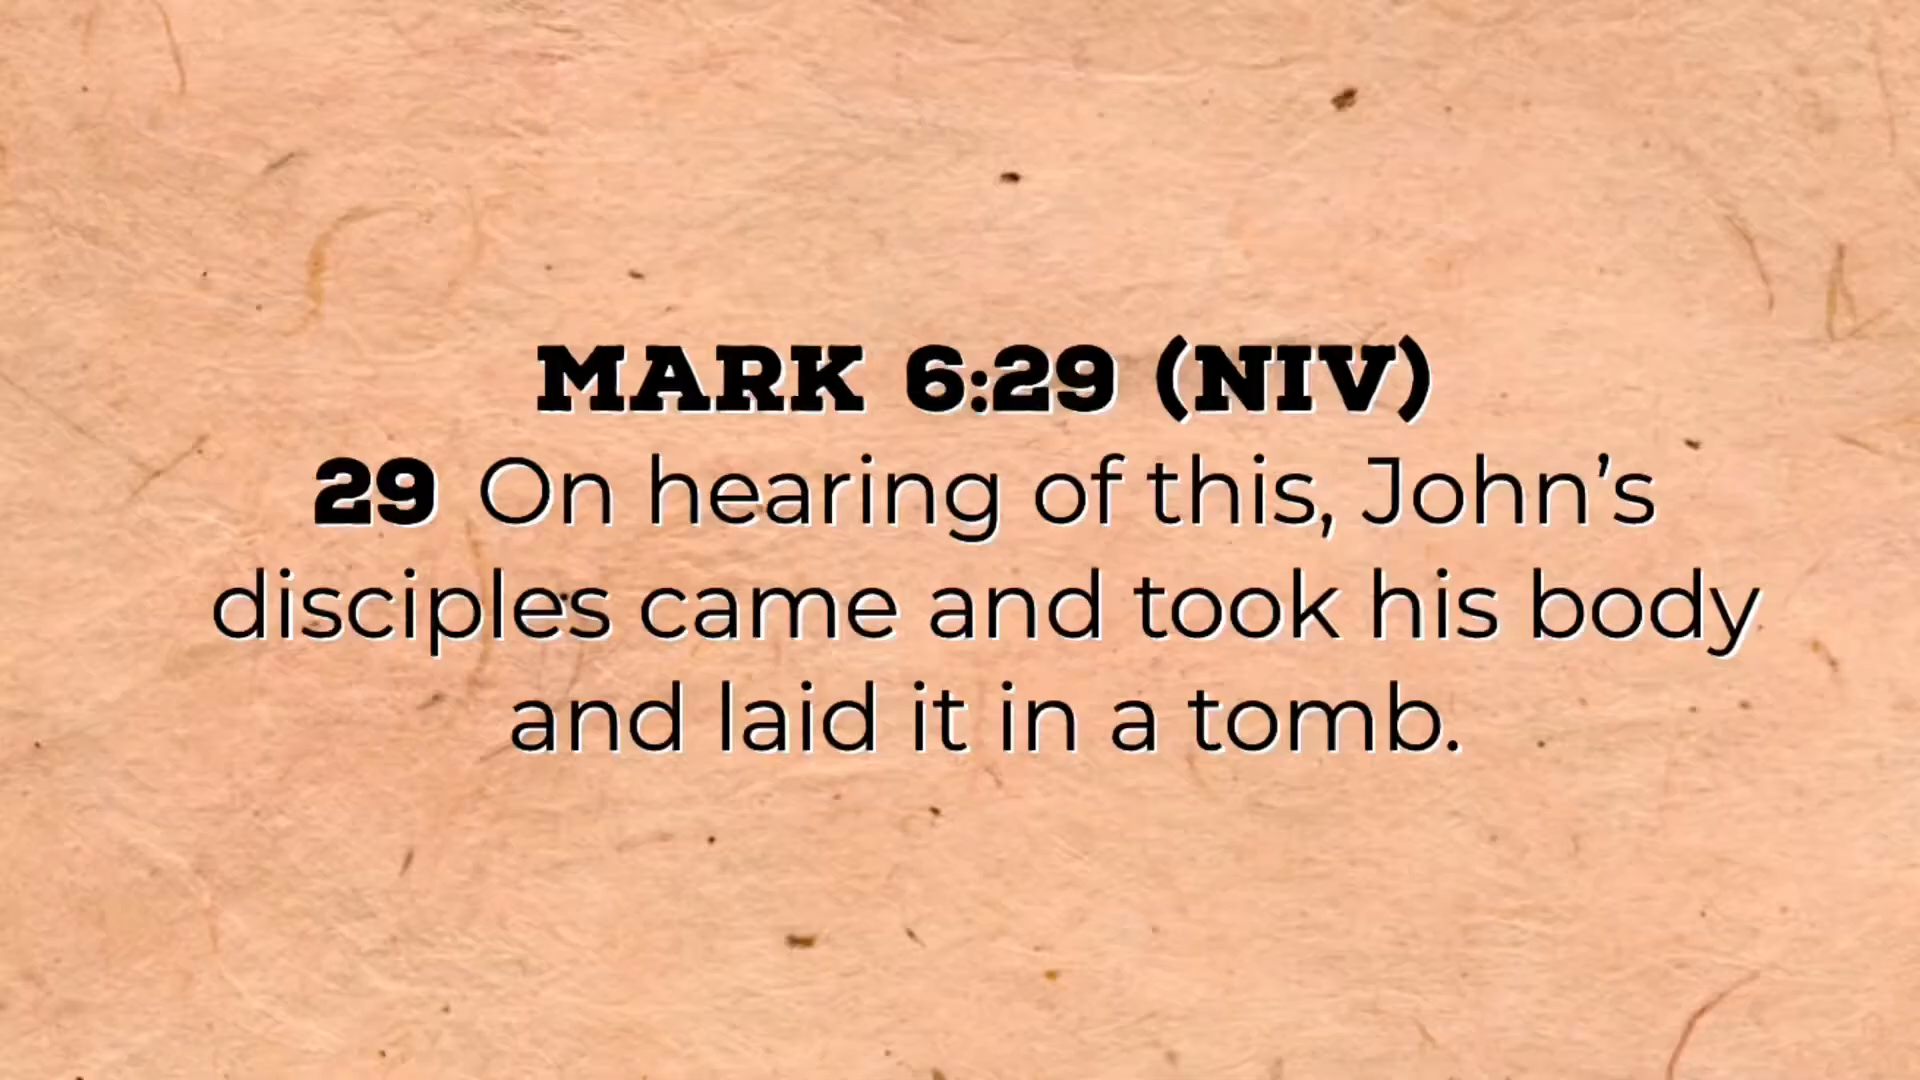 MARK 6:29 (NIV)
29 On hearing of this, John’s
disciples came and took his body
and laid it in a tomb.